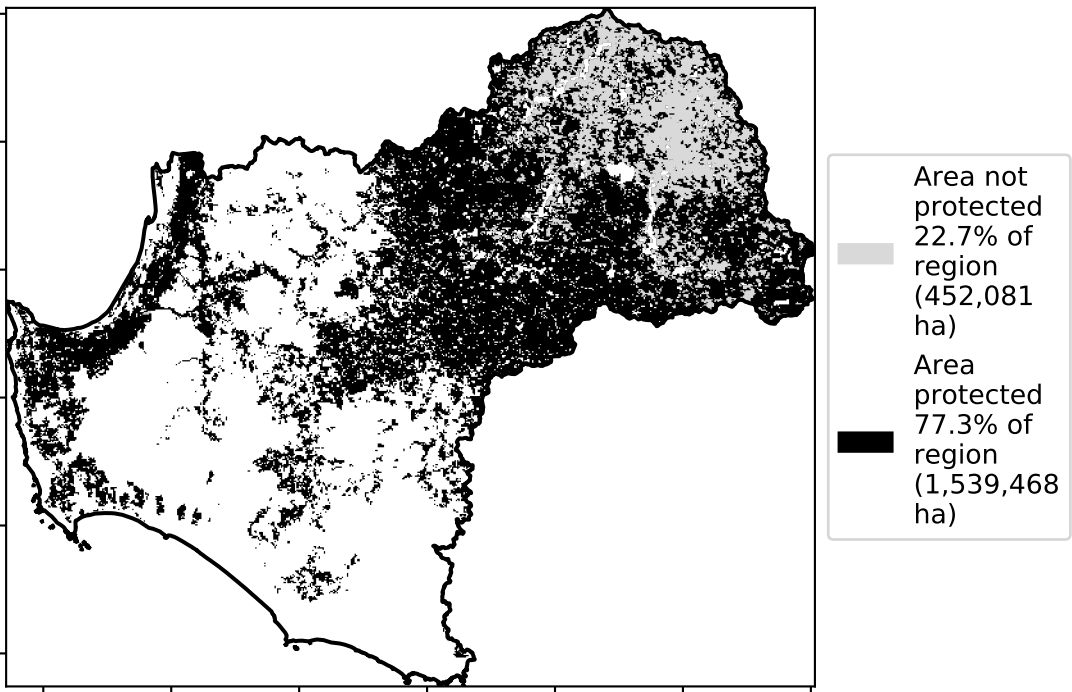 Area not
protected
22.7% of
region
(452,081
ha)
Area
protected
77.3% of
region
(1,539,468
ha)